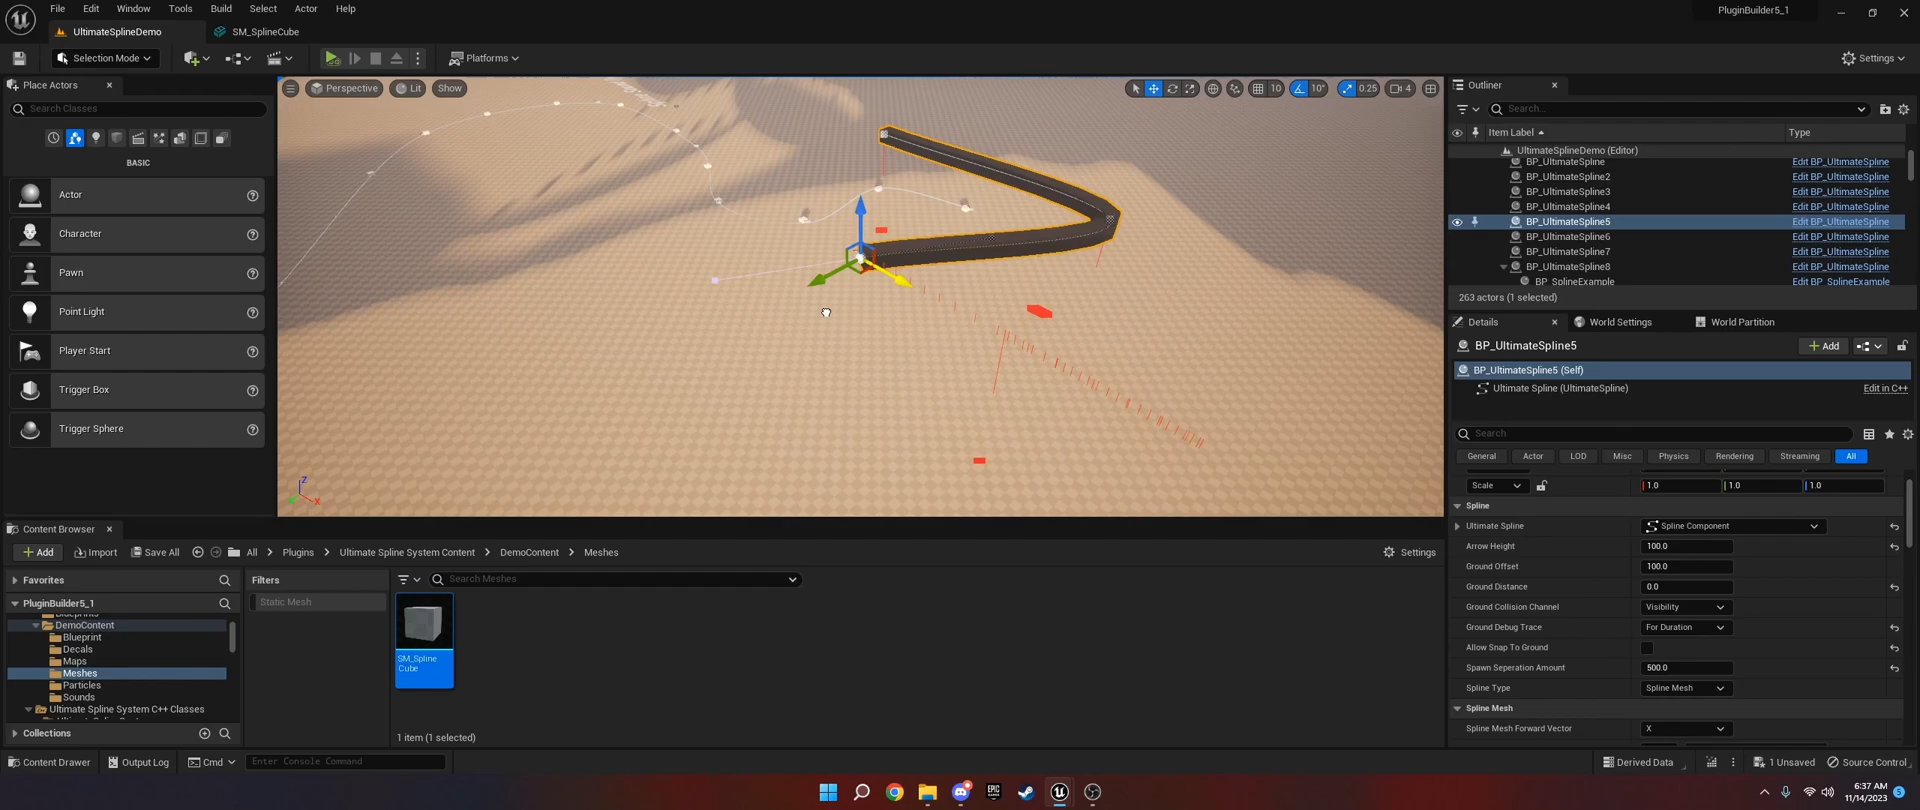 File Edit Window Tools Build Select Actor Help
PluginBuilder5_1
UltimateSplineDemo SM_SplineCube
Selection Mode Platforms Settings
Place Actors
Search Classes
BASIC
Actor
Character
Pawn
Point Light
Player Start
Trigger Box
Trigger Sphere
Perspective Lit Show
10 10° 0.25 4
Z
X
Outliner
Search...
Item Label Type
UltimateSplineDemo (Editor)
BP_UltimateSpline Edit BP_UltimateSpline
BP_UltimateSpline2 Edit BP_UltimateSpline
BP_UltimateSpline3 Edit BP_UltimateSpline
BP_UltimateSpline4 Edit BP_UltimateSpline
BP_UltimateSpline5 Edit BP_UltimateSpline
BP_UltimateSpline6 Edit BP_UltimateSpline
BP_UltimateSpline7 Edit BP_UltimateSpline
BP_UltimateSpline8 Edit BP_UltimateSpline
BP_SplineExample Edit BP_SplineExample
263 actors (1 selected)
Details World Settings World Partition
BP_UltimateSpline5 Add
BP_UltimateSpline5 (Self)
Ultimate Spline (UltimateSpline) Edit in C++
Search
General Actor LOD Misc Physics Rendering Streaming All
Scale 1.0 1.0 1.0
Spline
Ultimate Spline Spline Component
Arrow Height 100.0
Ground Offset 100.0
Ground Distance 0.0
Ground Collision Channel Visibility
Ground Debug Trace For Duration
Allow Snap To Ground
Spawn Seperation Amount 500.0
Spline Type Spline Mesh
Spline Mesh
Spline Mesh Forward Vector X
Content Browser
Add Import Save All All Plugins Ultimate Spline System Content DemoContent Meshes Settings
Favorites
PluginBuilder5_1
DemoContent
Blueprint
Decals
Maps
Meshes
Particles
Sounds
Ultimate Spline System C++ Classes
Collections
Filters
Static Mesh
Search Meshes
SM_Spline
Cube
1 item (1 selected)
Content Drawer Output Log Cmd Enter Console Command Derived Data 1 Unsaved Source Control
EPIC
6:37 AM
11/14/2023
5